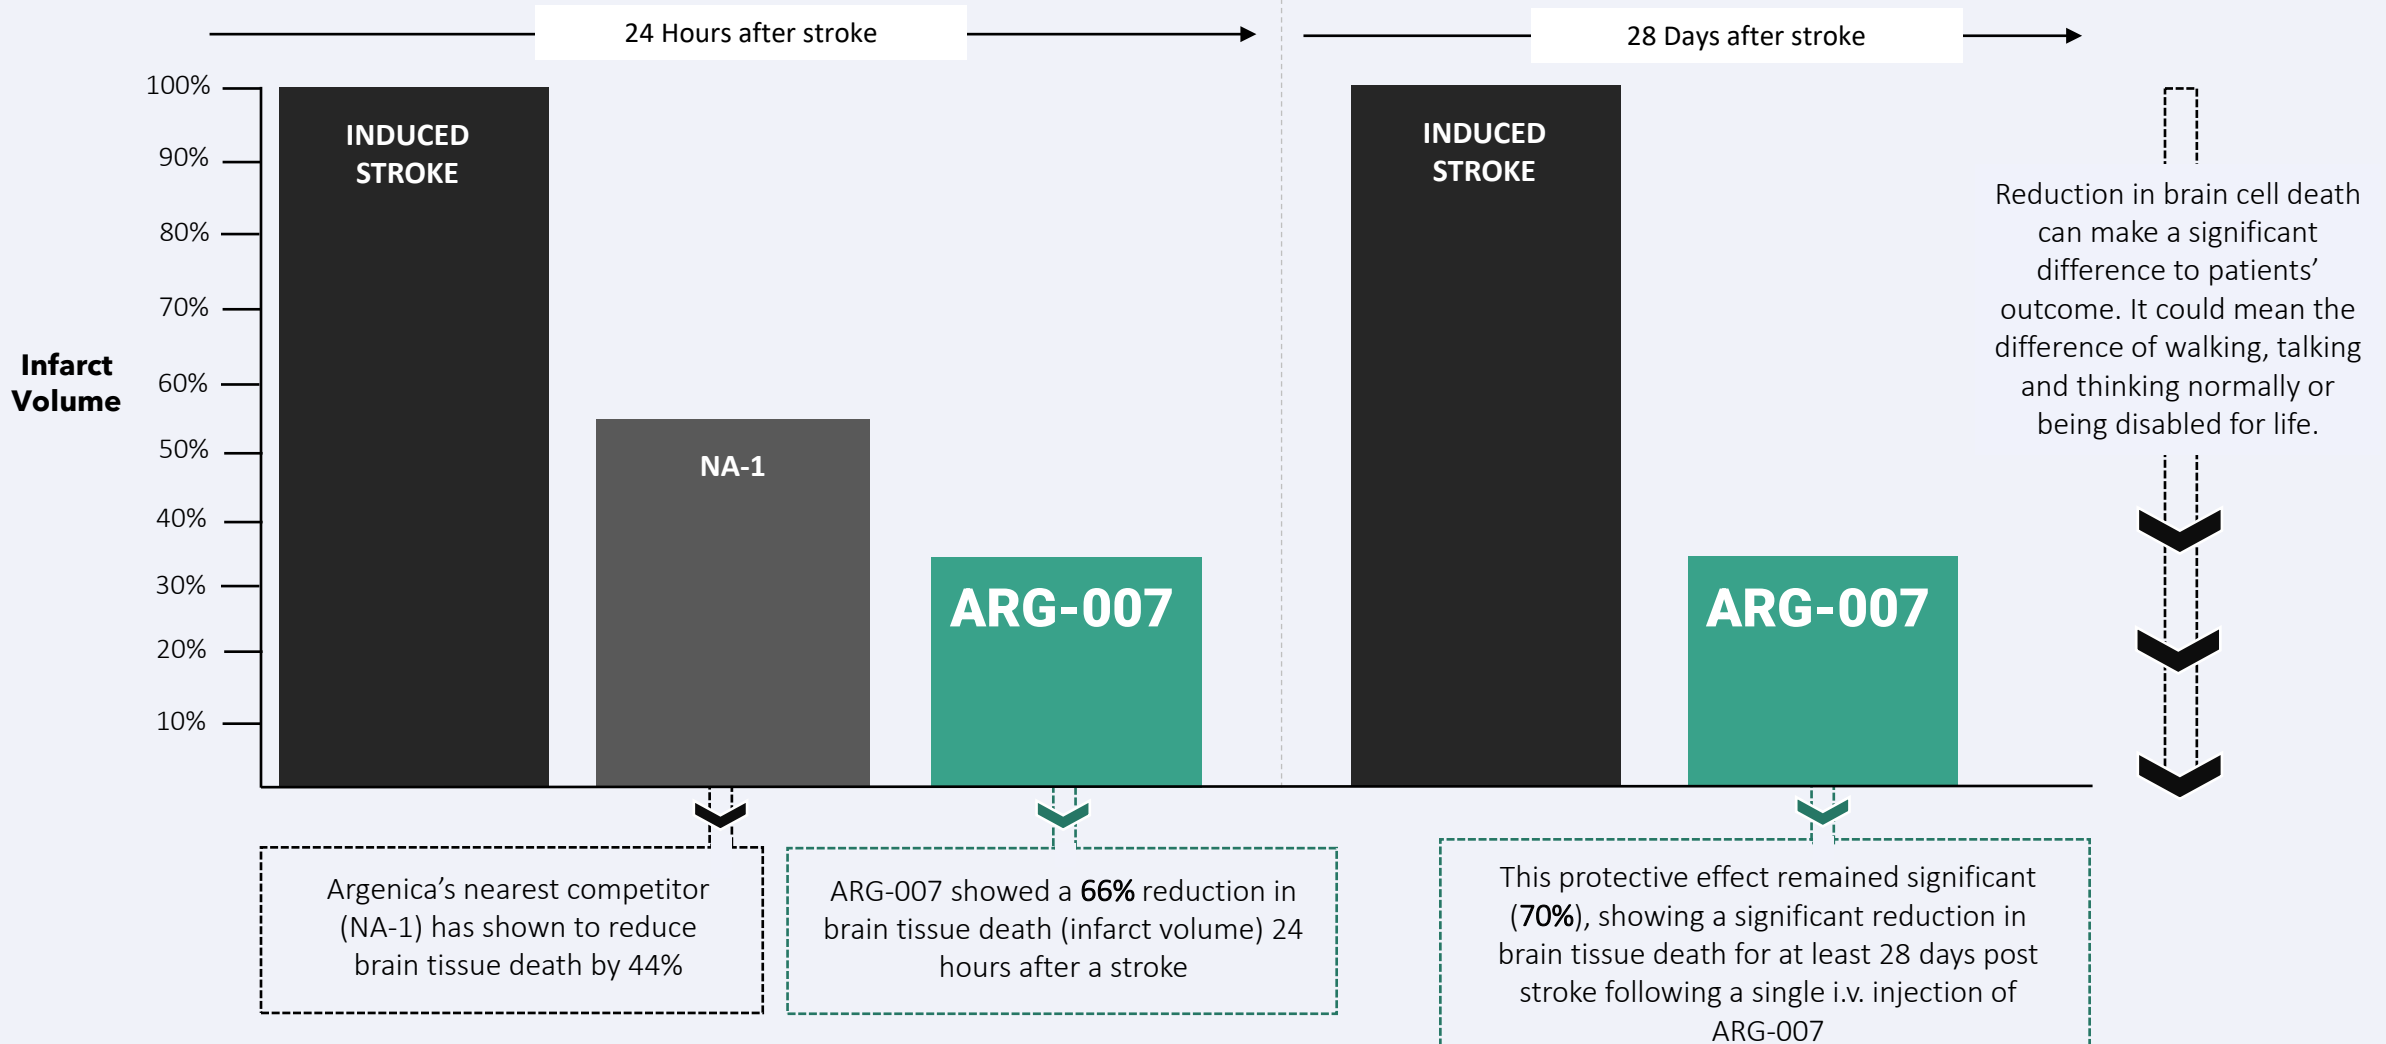 24 Hours after stroke
28 Days after stroke
100%
90%
80%
70%
60%
50%
40%
30%
20%
10%
Infarct
Volume
INDUCED
STROKE
NA-1
ARG-007
INDUCED
STROKE
ARG-007
Reduction in brain cell death
can make a significant
difference to patients’
outcome. It could mean the
difference of walking, talking
and thinking normally or
being disabled for life.
Argenica’s nearest competitor
(NA-1) has shown to reduce
brain tissue death by 44%
ARG-007 showed a 66% reduction in
brain tissue death (infarct volume) 24
hours after a stroke
This protective effect remained significant
(70%), showing a significant reduction in
brain tissue death for at least 28 days post
stroke following a single i.v. injection of
ARG-007